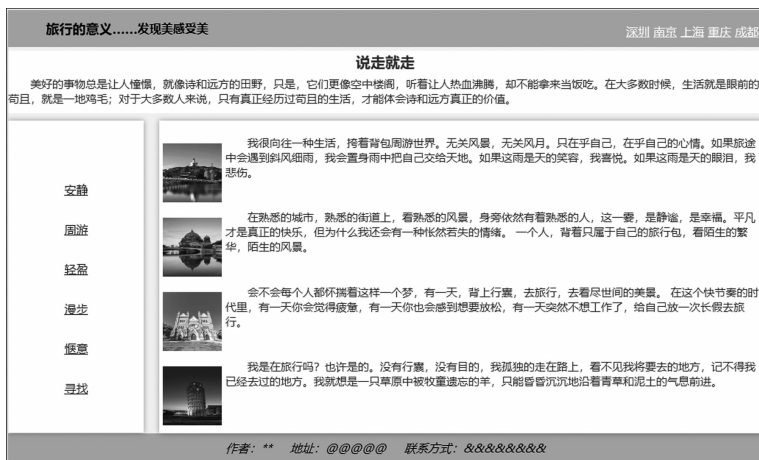 旅行的意义……发现美感受美
深圳 南京 上海 重庆 成都
说走就走
美好的事物总是让人憧憬，就像诗和远方的田野，只是，它们更像空中楼阁，听着让人热血沸腾，却不能拿来当饭吃。在大多数时候，生活就是眼前的
苟且，就是一地鸡毛；对于大多数人来说，只有真正经历过苟且的生活，才能体会诗和远方真正的价值。
安静
周游
轻盈
漫步
惬意
寻找
我很向往一种生活，挎着背包周游世界。无关风景，无关风月。只在乎自己，在乎自己的心情。如果旅途
中会遇到斜风细雨，我会置身雨中把自己交给天地。如果这雨是天的笑容，我喜悦。如果这雨是天的眼泪，我
悲伤。
在熟悉的城市，熟悉的街道上，看熟悉的风景，身旁依然有着熟悉的人，这一霎，是静谧，是幸福。平凡
才是真正的快乐，但为什么我还会有一种怅然若失的情绪。 一个人，背着只属于自己的旅行包，看陌生的繁
华，陌生的风景。
会不会每个人都怀揣着这样一个梦，有一天，背上行囊，去旅行，去看尽世间的美景。 在这个快节奏的时
代里，有一天你会觉得疲惫，有一天你也会感到想要放松，有一天突然不想工作了，给自己放一次长假去旅
行。
我是在旅行吗？也许是的。没有行囊，没有目的，我孤独的走在路上，看不见我将要去的地方，记不得我
已经去过的地方。我就想是一只草原中被牧童遗忘的羊，只能昏昏沉沉地沿着青草和泥土的气息前进。
作者：** 地址：@@@@@ 联系方式：&&&&&&&&